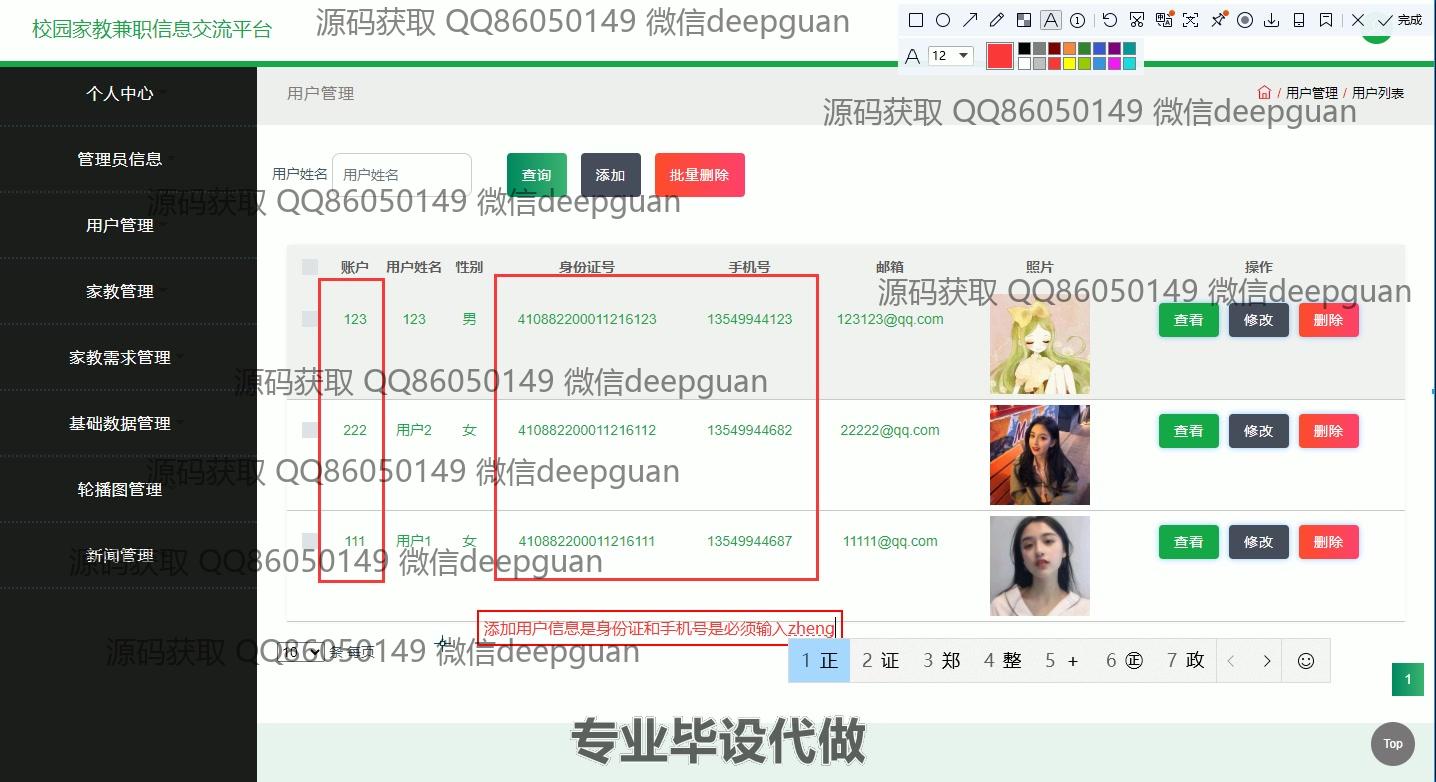 校园家教兼职信息交流平台
源码获取 QQ86050149 微信deepguan
完成
12
个人中心
管理员信息
用户管理
家教管理
家教需求管理
基础数据管理
轮播图管理
新闻管理
用户管理
/ 用户管理 / 用户列表
源码获取 QQ86050149 微信deepguan
用户姓名 用户姓名 查询 添加 批量删除
源码获取 QQ86050149 微信deepguan
账户 用户姓名 性别 身份证号 手机号 邮箱 照片 操作
源码获取 QQ86050149 微信deepguan
123 123 男 410882200011216123 13549944123 123123@qq.com 查看 修改 删除
源码获取 QQ86050149 微信deepguan
222 用户2 女 410882200011216112 13549944682 22222@qq.com 查看 修改 删除
源码获取 QQ86050149 微信deepguan
111 用户1 女 410882200011216111 13549944687 11111@qq.com 查看 修改 删除
源码获取 QQ86050149 微信deepguan
添加用户信息是身份证和手机号是必须输入zheng
10 条 每页
源码获取 QQ86050149 微信deepguan
1 正 2 证 3 郑 4 整 5 + 6 ㊣ 7 政
1
专业毕设代做
Top